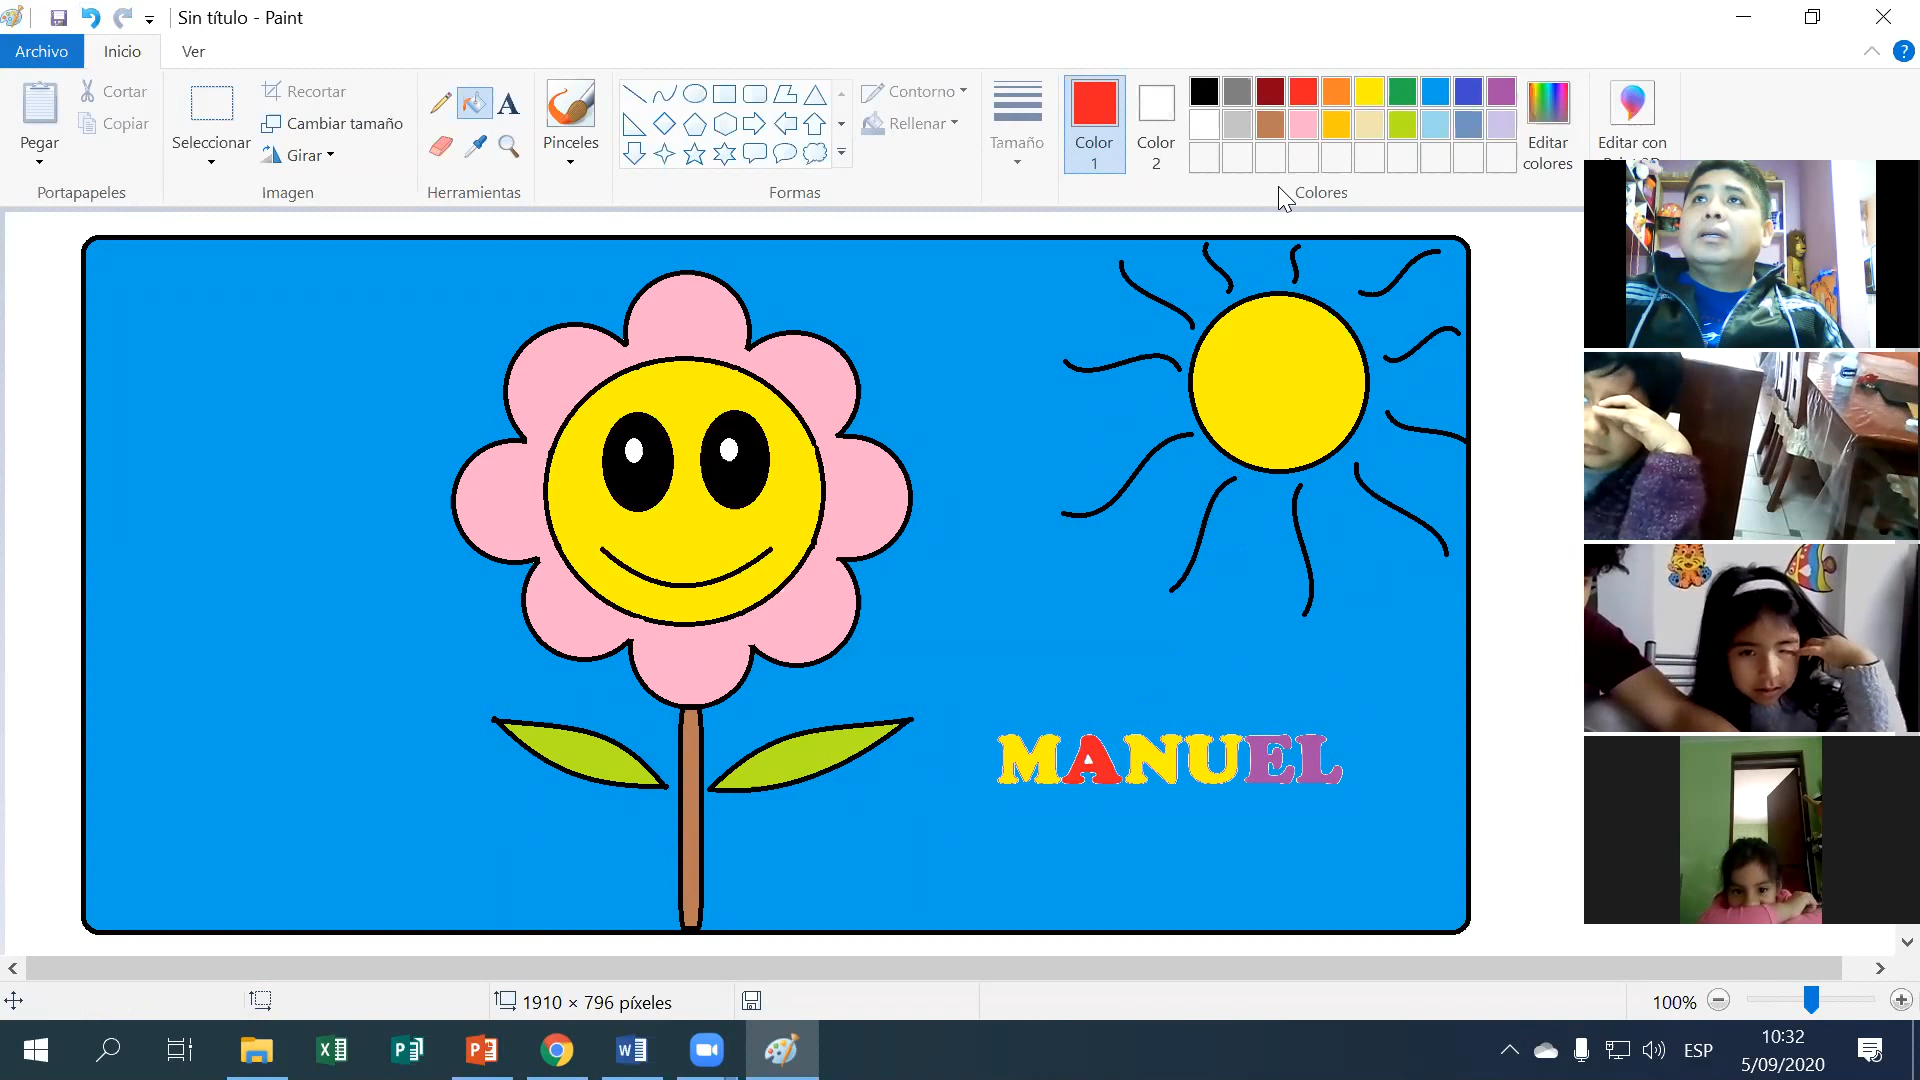 Sin título - Paint
Archivo
Inicio
Ver
Pegar
Cortar
Copiar
Portapapeles
Seleccionar
Recortar
Cambiar tamaño
Girar
Imagen
A
Herramientas
Pinceles
Contorno
Rellenar
Formas
Tamaño
Color
1
Color
2
Editar
colores
Colores
Editar con
MANUEL
1910 × 796 píxeles
100%
ESP
10:32
5/09/2020